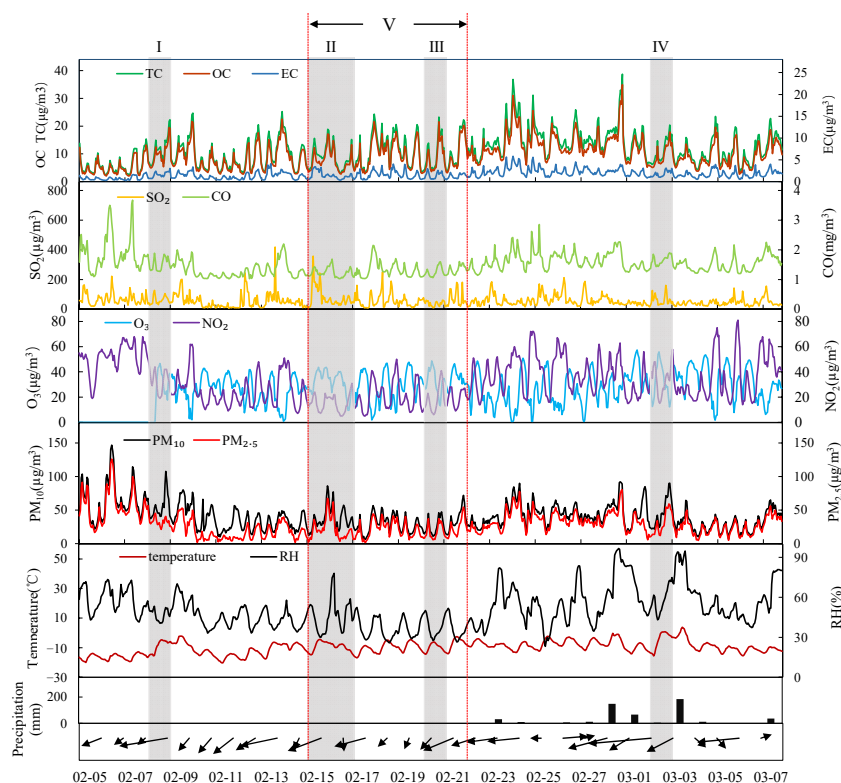 V
I II III IV
TC OC EC
OC TC(μg/m3)
40
30
20
10
0
EC(μg/m³)
25
20
15
10
5
0
SO₂ CO
SO₂(μg/m³)
800
600
400
200
0
CO(mg/m³)
4
3
2
1
0
O₃ NO₂
O₃(μg/m³)
80
60
40
20
0
NO₂(μg/m³)
80
60
40
20
0
PM₁₀ PM₂.₅
PM₁₀(μg/m³)
150
100
50
0
PM₂.₅(μg/m³)
150
100
50
0
temperature RH
Temperature(℃)
50
30
10
−10
−30
RH(%)
90
60
30
0
Precipitation
(mm)
200
0
02-05 02-07 02-09 02-11 02-13 02-15 02-17 02-19 02-21 02-23 02-25 02-27 03-01 03-03 03-05 03-07